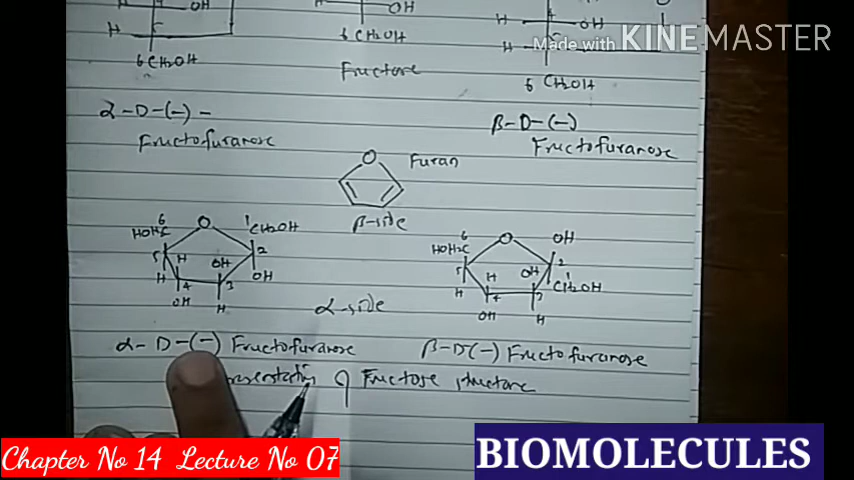 OH
OH
OH
H
H
Made with KINEMASTER
6 CH2OH
6 CH2OH
6 CH2OH
Fructose
α-D-(-)-
Fructofuranose
β-D-(-)
Fructofuranose
O
Furan
β-side
6
HOH2C
O
1
CH2OH
5
H
OH
2
H
4
3
OH
OH
H
α-side
6
HOH2C
O
OH
5
H
OH
2
1
CH2OH
H
4
3
OH
H
α-D-(-) Fructofuranose
β-D(-) Fructofuranose
presentation of Fructose structure
Chapter No 14 Lecture No 07
BIOMOLECULES